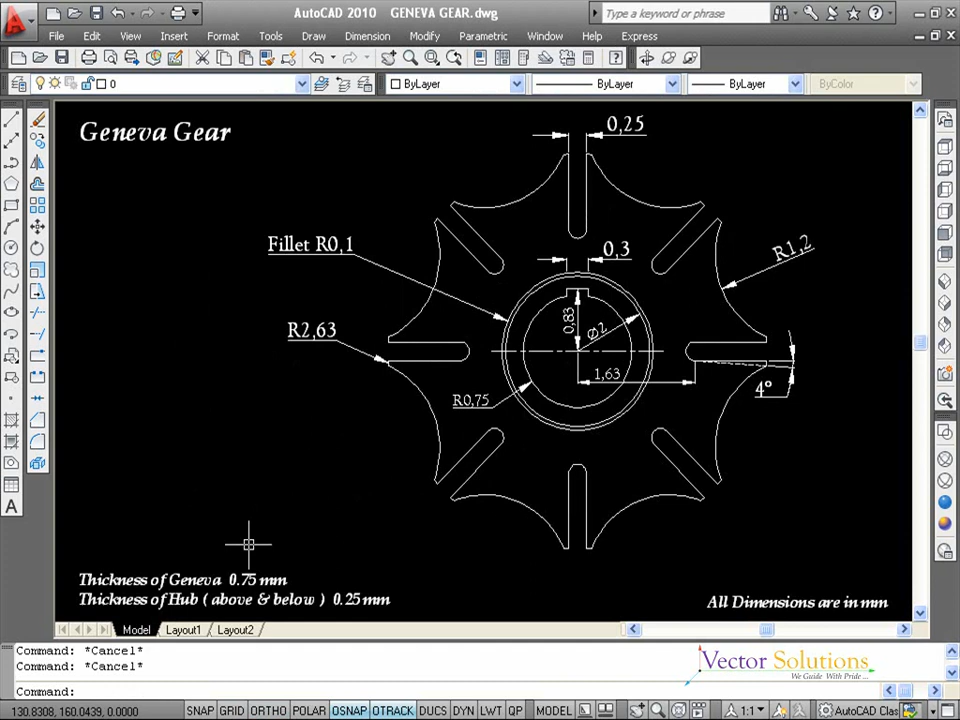 AutoCAD 2010 GENEVA GEAR.dwg
Type a keyword or phrase
File Edit View Insert Format Tools Draw Dimension Modify Parametric Window Help Express
0
ByLayer
ByLayer
ByLayer
ByColor
Geneva Gear
0,25
Fillet R0,1
0,3
R1,2
R2,63
0,83
Ø2
1,63
4°
R0,75
Thickness of Geneva 0.75 mm
Thickness of Hub ( above & below ) 0.25 mm
All Dimensions are in mm
Model Layout1 Layout2
Command: *Cancel*
Command: *Cancel*
Command:
Vector Solutions
We Guide With Pride ...
130.8308, 160.0439, 0.0000
SNAP GRID ORTHO POLAR OSNAP OTRACK DUCS DYN LWT QP MODEL 1:1 AutoCAD Clas